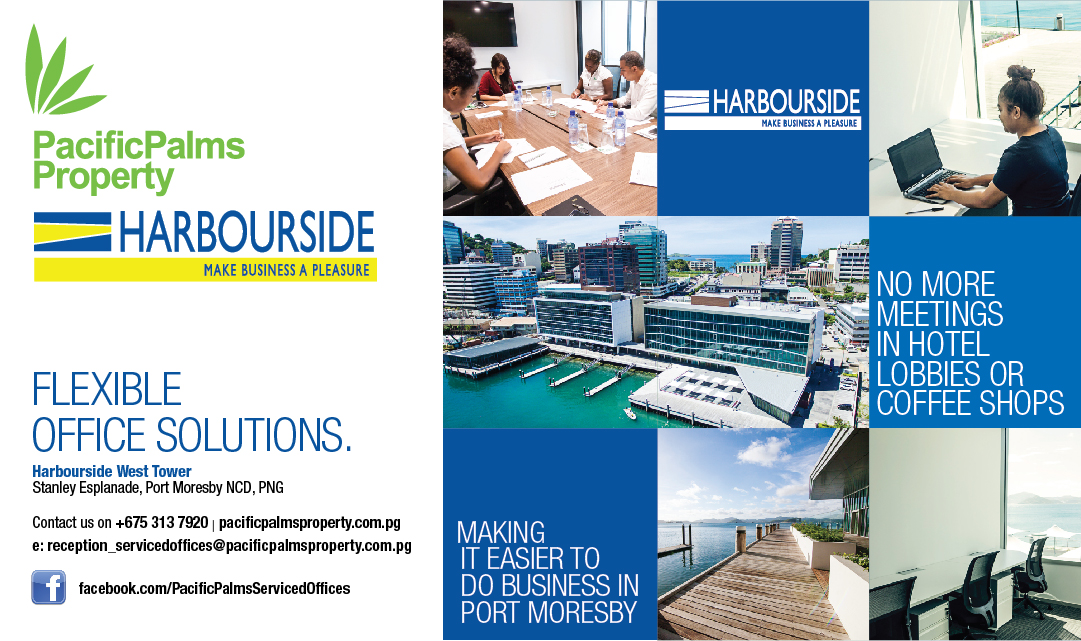 PacificPalms
Property
HARBOURSIDE
MAKE BUSINESS A PLEASURE
FLEXIBLE
OFFICE SOLUTIONS.
Harbourside West Tower
Stanley Esplanade, Port Moresby NCD, PNG
Contact us on +675 313 7920 | pacificpalmsproperty.com.pg
e: reception_servicedoffices@pacificpalmsproperty.com.pg
f
facebook.com/PacificPalmsServicedOffices
HARBOURSIDE
MAKE BUSINESS A PLEASURE
NO MORE
MEETINGS
IN HOTEL
LOBBIES OR
COFFEE SHOPS
MAKING
IT EASIER TO
DO BUSINESS IN
PORT MORESBY